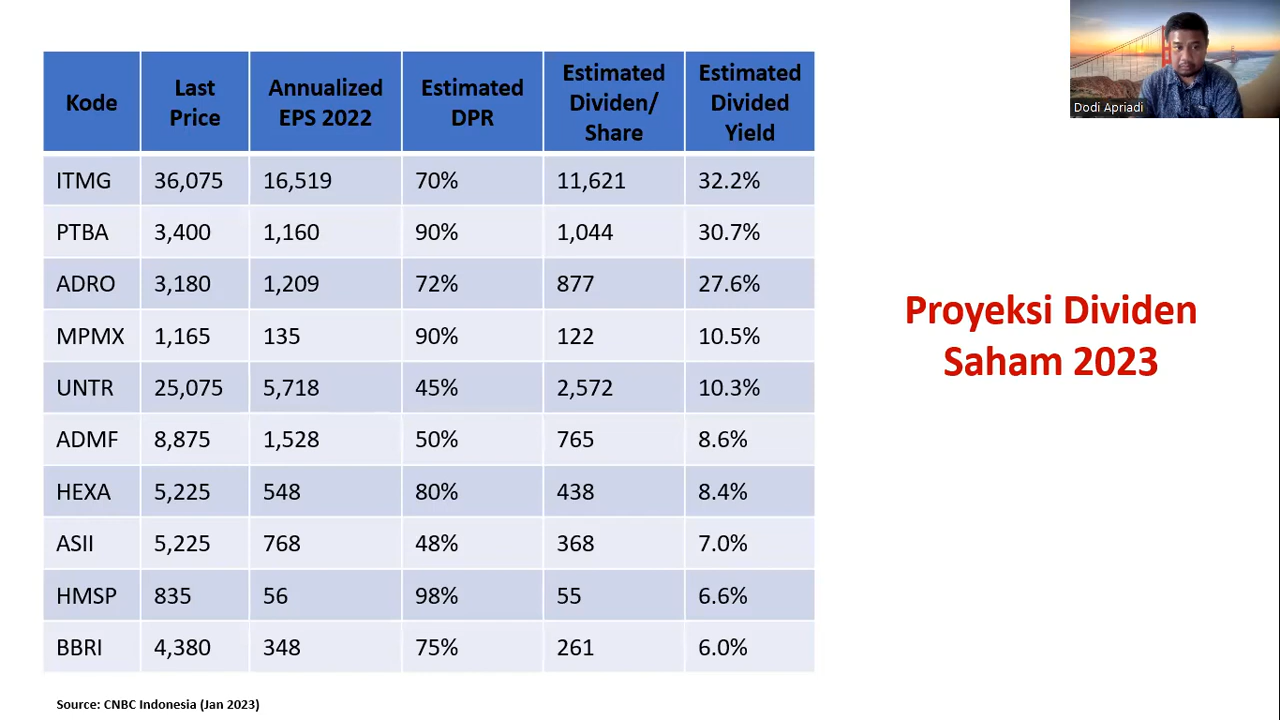 Kode Last Price Annualized EPS 2022 Estimated DPR Estimated Dividen/ Share Estimated Divided Yield
ITMG 36,075 16,519 70% 11,621 32.2%
PTBA 3,400 1,160 90% 1,044 30.7%
ADRO 3,180 1,209 72% 877 27.6%
MPMX 1,165 135 90% 122 10.5%
UNTR 25,075 5,718 45% 2,572 10.3%
ADMF 8,875 1,528 50% 765 8.6%
HEXA 5,225 548 80% 438 8.4%
ASII 5,225 768 48% 368 7.0%
HMSP 835 56 98% 55 6.6%
BBRI 4,380 348 75% 261 6.0%
Source: CNBC Indonesia (Jan 2023)
Proyeksi Dividen
Saham 2023
Dodi Apriadi